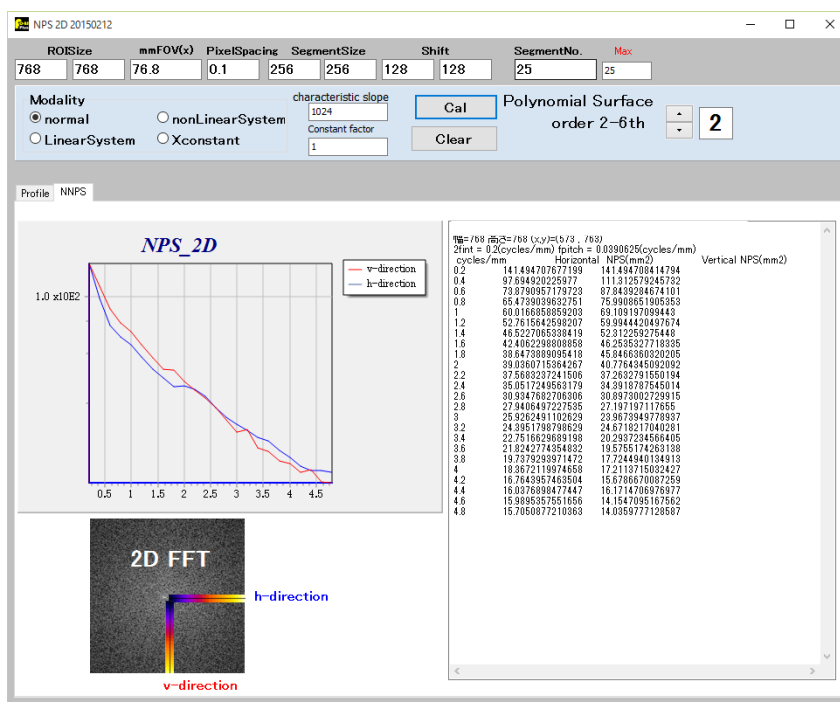 NPS 2D 20150212
ROISize mmFOV(x) PixelSpacing SegmentSize Shift SegmentNo. Max
768 768 76.8 0.1 256 256 128 128 25 25
Modality
normal nonLinearSystem
LinearSystem Xconstant
characteristic slope
1024
Constant factor
1
Cal
Clear
Polynomial Surface
order 2-6th
2
Profile NNPS
NPS_2D
v-direction
h-direction
1.0 x10E2
0.5 1 1.5 2 2.5 3 3.5 4 4.5
2D FFT
h-direction
v-direction
幅=768 高さ=768 (x,y)=(573 , 763)
2fint = 0.2(cycles/mm) fpitch = 0.0390625(cycles/mm)
cycles/mm Horizontal NPS(mm2) Vertical NPS(mm2)
0.2 141.494707677199 141.494708414794
0.4 97.694920225977 111.312579245732
0.6 73.8790957179723 87.8439284674101
0.8 65.4739039632751 75.9908651905353
1 60.0166858859203 69.109197099443
1.2 52.7615642598207 59.9944420497674
1.4 46.5227065338419 52.312259275448
1.6 42.4062298808858 46.2535327718335
1.8 38.6473889095418 45.8466360320205
2 39.0360715364267 40.7764345092092
2.2 37.5683237241506 37.2632791550194
2.4 35.0517249563179 34.3918787545014
2.6 30.9347682706306 30.8973002729915
2.8 27.9406497227535 27.197197117655
3 25.9262491102629 23.9673949778937
3.2 24.3951798798629 24.6718217040281
3.4 22.7516629689198 20.2937234566405
3.6 21.8242774354832 19.5755174263138
3.8 19.7379293971472 17.7244940134913
4 18.3672119974658 17.2113715032427
4.2 16.7643957463504 15.6786670087259
4.4 16.0376898477447 16.1714706976977
4.6 15.9895357551656 14.1547095167562
4.8 15.7050877210363 14.0359777128587